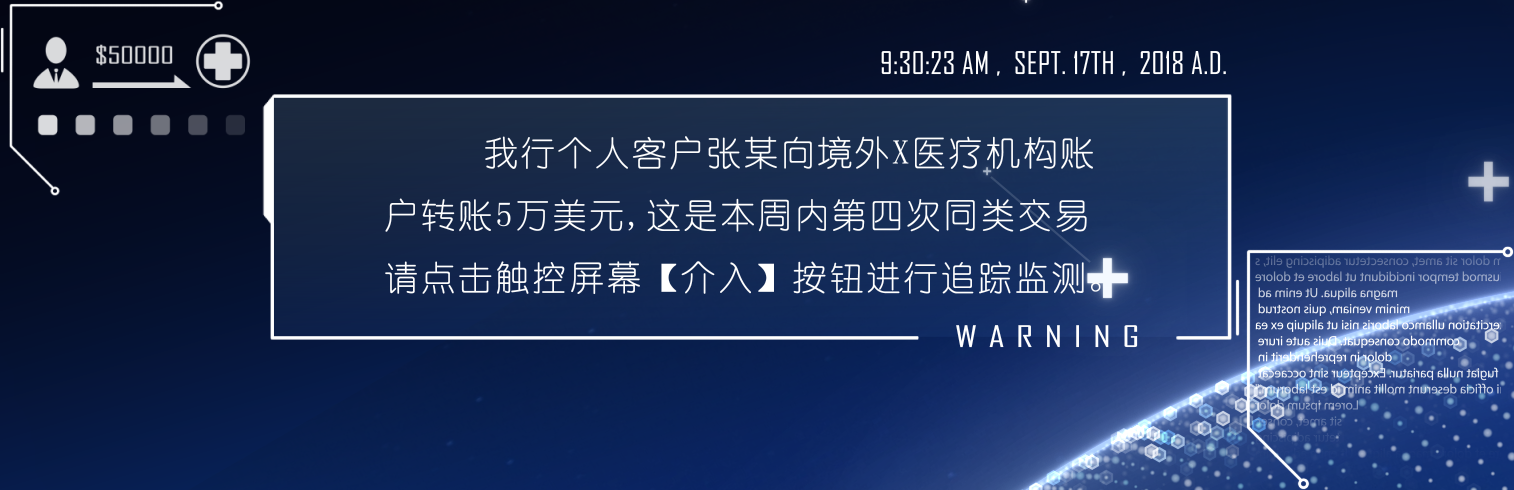 $50000
9:30:23 AM , SEPT. 17TH , 2018 A.D.
我行个人客户张某向境外X医疗机构账
户转账5万美元,这是本周内第四次同类交易
请点击触控屏幕【介入】按钮进行追踪监测。
WARNING
n dolor sit amet, consectetur adipiscing elit, s
usmod tempor incididunt ut labore et dolore
magna aliqua. Ut enim ad
minim veniam, quis nostrud
ercitation ullamco laboris nisi ut aliquip ex ea
commodo consequat. Duis aute irure
dolor in reprehenderit in
fugiat nulla pariatur. Excepteur sint occaecat
i officia deserunt mollit anim id est laborum
Lorem ipsum dolor
sit amet, conse